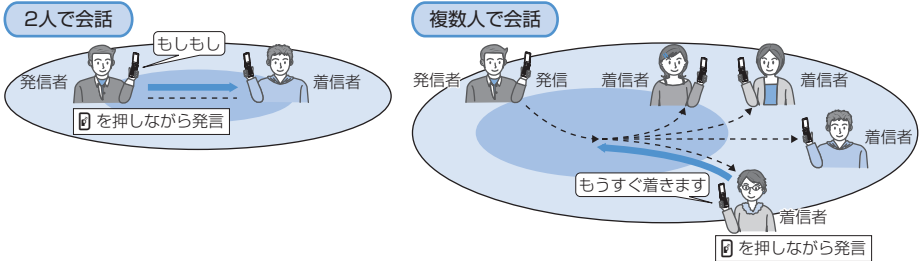 2人で会話
もしもし
発信者
着信者
を押しながら発言
複数人で会話
発信者
発信
着信者
着信者
着信者
もうすぐ着きます
着信者
を押しながら発言